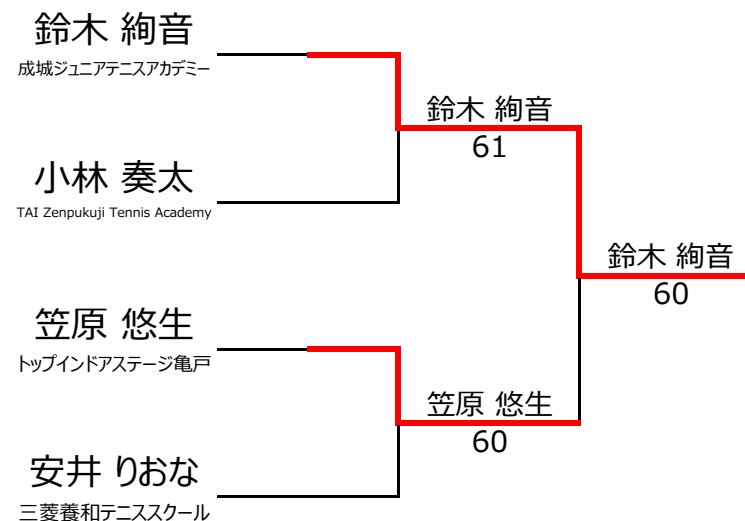 鈴木 絢音
成城ジュニアテニスアカデミー
鈴木 絢音
61
小林 奏太
TAI Zenpukuji Tennis Academy
鈴木 絢音
60
笠原 悠生
トップインドアステージ亀戸
笠原 悠生
60
安井 りおな
三菱養和テニススクール